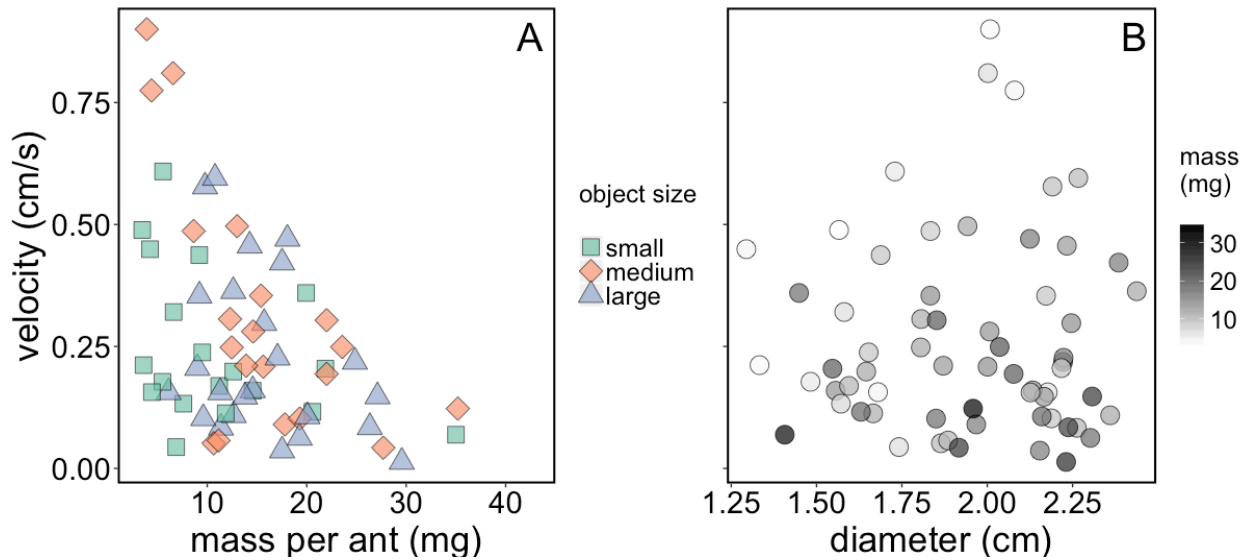 A
B
velocity (cm/s)
0.75
0.50
0.25
0.00
10
20
30
40
mass per ant (mg)
object size
small
medium
large
1.25
1.50
1.75
2.00
2.25
diameter (cm)
mass
(mg)
30
20
10